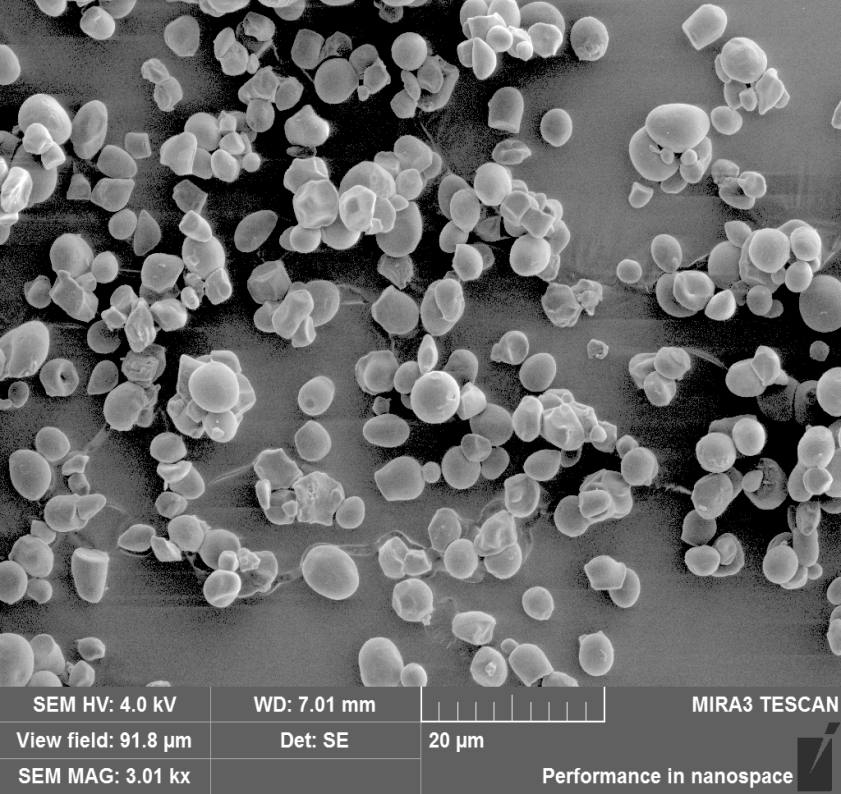 SEM HV: 4.0 kV
WD: 7.01 mm
MIRA3 TESCAN
View field: 91.8 µm
Det: SE
20 µm
SEM MAG: 3.01 kx
Performance in nanospace